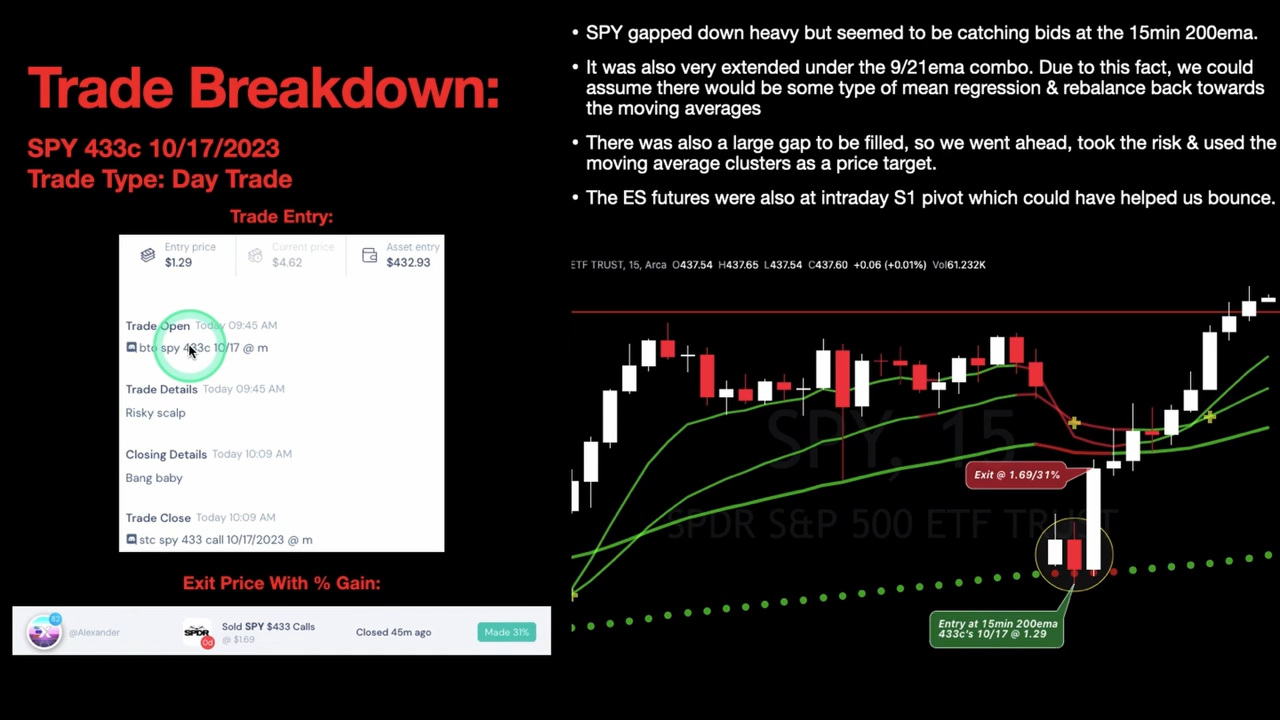 Trade Breakdown:
SPY 433c 10/17/2023
Trade Type: Day Trade
Trade Entry:
Entry price
$1.29
Current price
$4.62
Asset entry
$432.93
Trade Open Today 09:45 AM
bto spy 433c 10/17 @ m
Trade Details Today 09:45 AM
Risky scalp
Closing Details Today 10:09 AM
Bang baby
Trade Close Today 10:09 AM
stc spy 433 call 10/17/2023 @ m
Exit Price With % Gain:
@Alexander
SPDR
0d
Sold SPY $433 Calls
@ $1.69
Closed 45m ago
Made 31%
• SPY gapped down heavy but seemed to be catching bids at the 15min 200ema.
• It was also very extended under the 9/21ema combo. Due to this fact, we could
assume there would be some type of mean regression & rebalance back towards
the moving averages
• There was also a large gap to be filled, so we went ahead, took the risk & used the
moving average clusters as a price target.
• The ES futures were also at intraday S1 pivot which could have helped us bounce.
ETF TRUST, 15, Arca O437.54 H437.65 L437.54 C437.60 +0.06 (+0.01%) Vol61.232K
SPY, 15
SPDR S&P 500 ETF TRUST
Exit @ 1.69/31%
Entry at 15min 200ema
433c's 10/17 @ 1.29